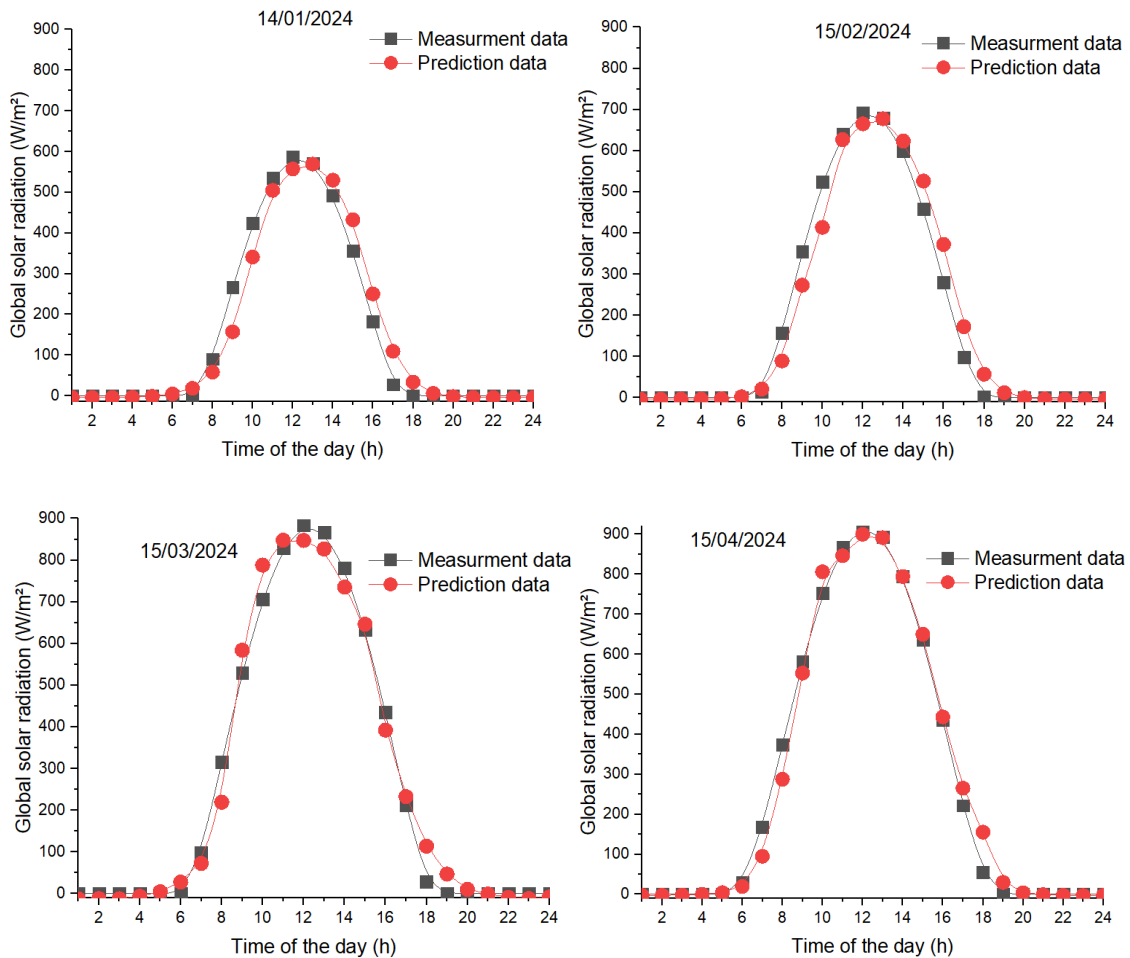 14/01/2024
Measurment data
Prediction data
Global solar radiation (W/m²)
900
800
700
600
500
400
300
200
100
0
2 4 6 8 10 12 14 16 18 20 22 24
Time of the day (h)
15/02/2024
Measurment data
Prediction data
Global solar radiation (W/m²)
900
800
700
600
500
400
300
200
100
0
2 4 6 8 10 12 14 16 18 20 22 24
Time of the day (h)
15/03/2024
Measurment data
Prediction data
Global solar radiation (W/m²)
900
800
700
600
500
400
300
200
100
0
2 4 6 8 10 12 14 16 18 20 22 24
Time of the day (h)
15/04/2024
Measurment data
Prediction data
Global solar radiation (W/m²)
900
800
700
600
500
400
300
200
100
0
2 4 6 8 10 12 14 16 18 20 22 24
Time of the day (h)